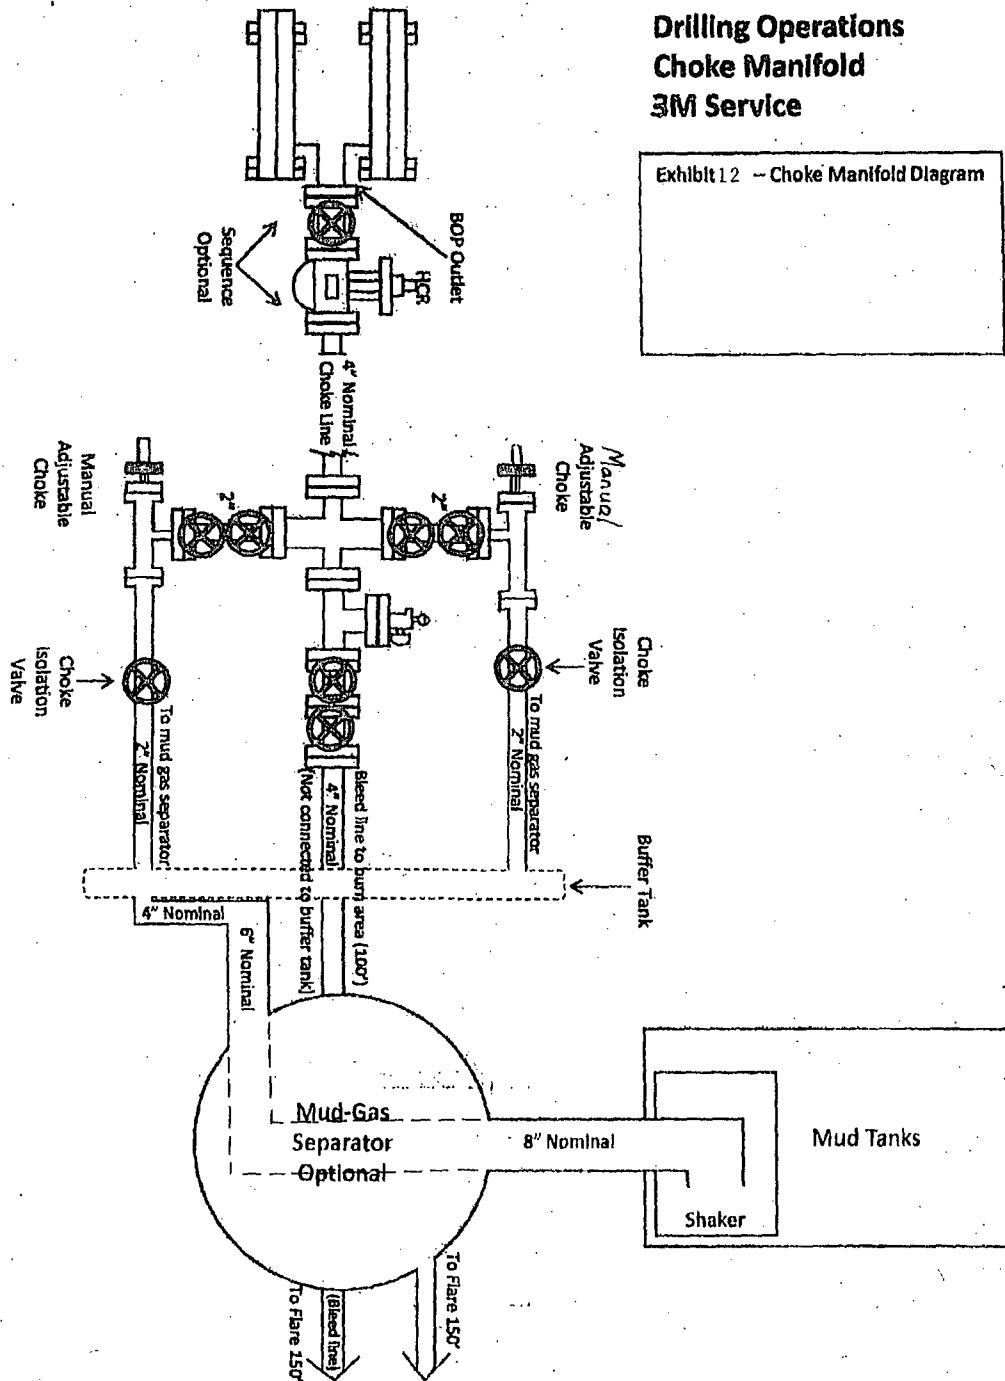 Drilling Operations
Choke Manifold
3M Service
Exhibit 12 - Choke Manifold Diagram
BOP Outlet
HCR
Sequence
Optional
4" Nominal
Choke Line
Manual
Adjustable
Choke
2"
2"
Manual
Adjustable
Choke
Choke
Isolation
Valve
Choke
Isolation
Valve
To mud gas separator
2" Nominal
Bleed line to burn area (100')
4" Nominal
(Not connected to buffer tank)
To mud gas separator
2" Nominal
Buffer Tank
4" Nominal
6" Nominal
Mud-Gas
Separator
Optional
8" Nominal
Mud Tanks
Shaker
To Flare 150'
(Bleed line)
To Flare 150'